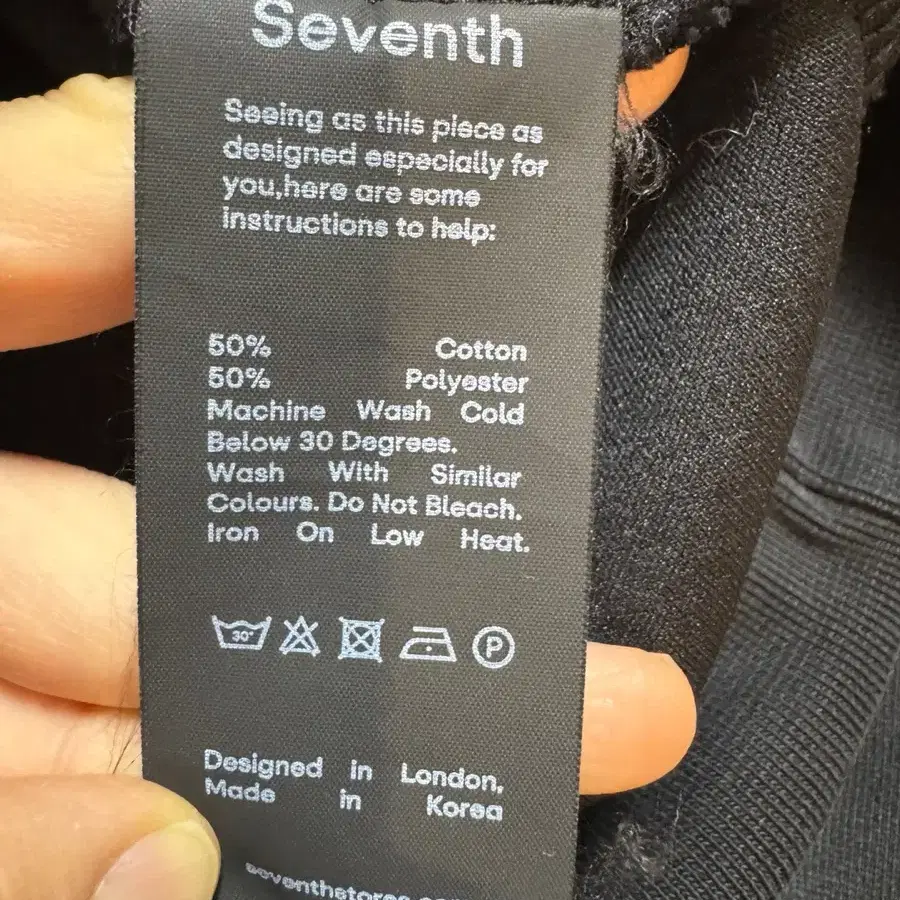 Seventh
Seeing as this piece as
designed especially for
you,here are some
instructions to help:
50% Cotton
50% Polyester
Machine Wash Cold
Below 30 Degrees.
Wash With Similar
Colours. Do Not Bleach.
Iron On Low Heat.
30° P
Designed in London,
Made in Korea